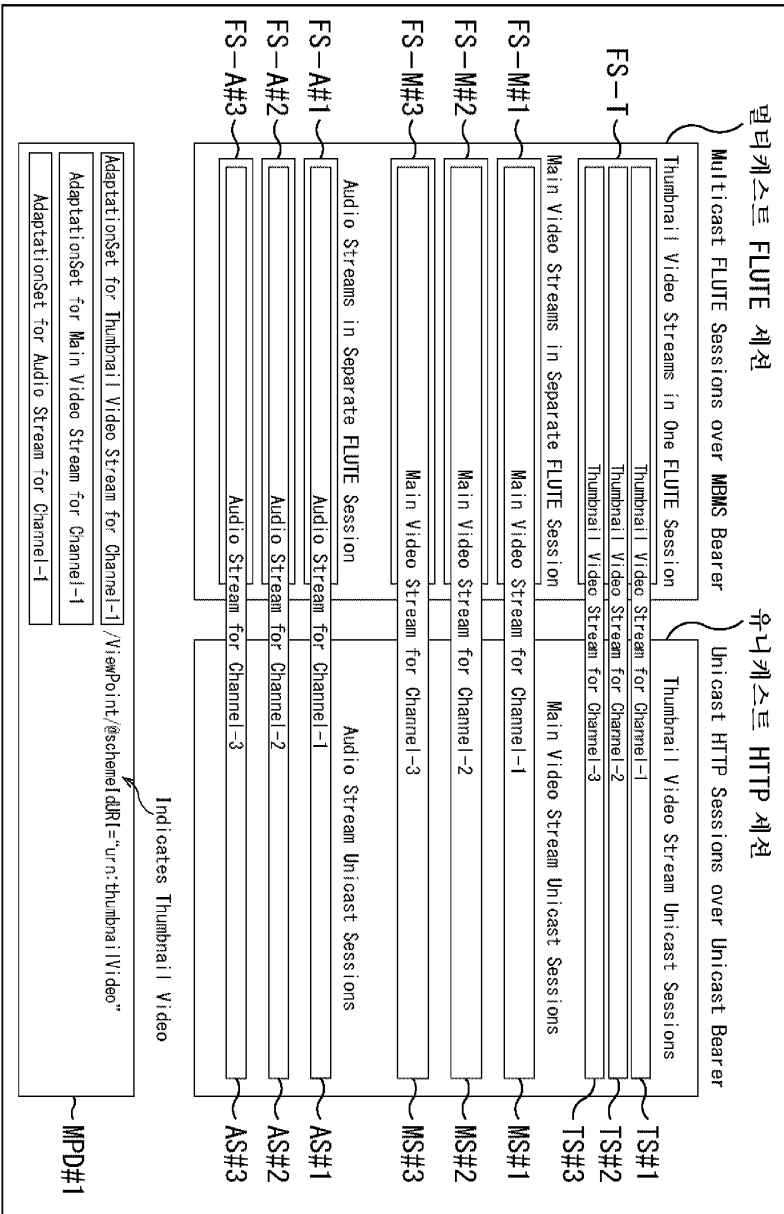 멀티캐스트 FLUTE 세션
유니캐스트 HTTP 세션
Multicast FLUTE Sessions over MBMS Bearer
Unicast HTTP Sessions over Unicast Bearer
Thumbnail Video Streams in One FLUTE Session
Thumbnail Video Stream Unicast Sessions
FS-T
Thumbnail Video Stream for Channel-1
TS#1
Thumbnail Video Stream for Channel-2
TS#2
Thumbnail Video Stream for Channel-3
TS#3
Main Video Streams in Separate FLUTE Session
Main Video Stream Unicast Sessions
FS-M#1
Main Video Stream for Channel-1
MS#1
FS-M#2
Main Video Stream for Channel-2
MS#2
FS-M#3
Main Video Stream for Channel-3
MS#3
Audio Streams in Separate FLUTE Session
Audio Stream Unicast Sessions
FS-A#1
Audio Stream for Channel-1
AS#1
FS-A#2
Audio Stream for Channel-2
AS#2
FS-A#3
Audio Stream for Channel-3
AS#3
Indicates Thumbnail Video
AdaptationSet for Thumbnail Video Stream for Channel-1 /ViewPoint/@schemeIdURI="urn:thumbnailVideo"
AdaptationSet for Main Video Stream for Channel-1
AdaptationSet for Audio Stream for Channel-1
MPD#1